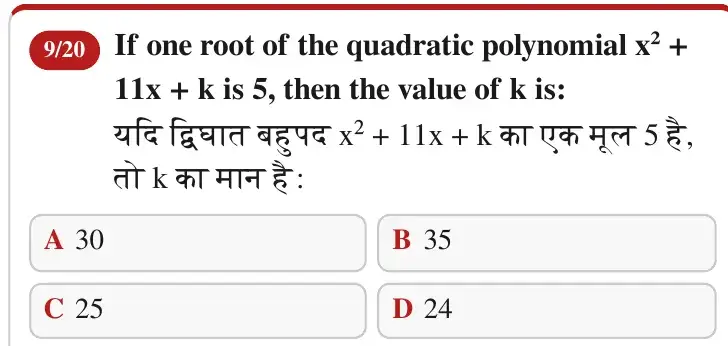 9/20 If one root of the quadratic polynomial x² +
11x + k is 5, then the value of k is:
यदि द्विघात बहुपद x² + 11x + k का एक मूल 5 है,
तो k का मान है :
A 30
B 35
C 25
D 24